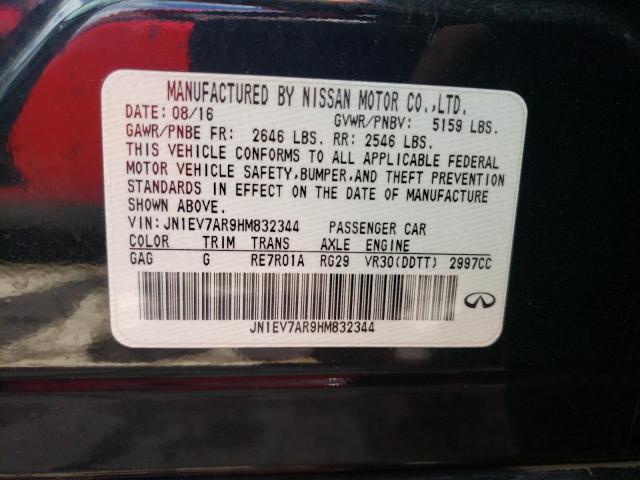 MANUFACTURED BY NISSAN MOTOR CO.,LTD.
DATE: 08/16 GVWR/PNBV: 5159 LBS.
GAWR/PNBE FR: 2646 LBS. RR: 2546 LBS.
THIS VEHICLE CONFORMS TO ALL APPLICABLE FEDERAL
MOTOR VEHICLE SAFETY,BUMPER,AND THEFT PREVENTION
STANDARDS IN EFFECT ON THE DATE OF MANUFACTURE
SHOWN ABOVE.
VIN:JN1EV7AR9HM832344 PASSENGER CAR
COLOR TRIM TRANS AXLE ENGINE
GAG G RE7R01A RG29 VR30(DDTT) 2997CC
JN1EV7AR9HM832344